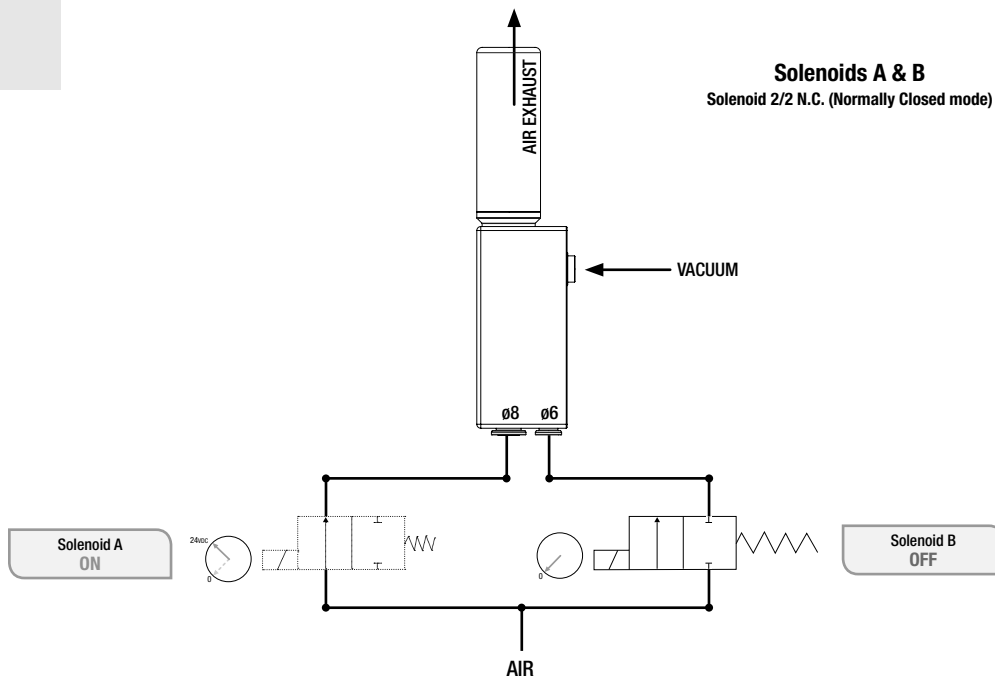 Solenoids A & B
Solenoid 2/2 N.C. (Normally Closed mode)
AIR EXHAUST
VACUUM
ø8 ø6
Solenoid A
ON
24VDC
0
0
Solenoid B
OFF
AIR